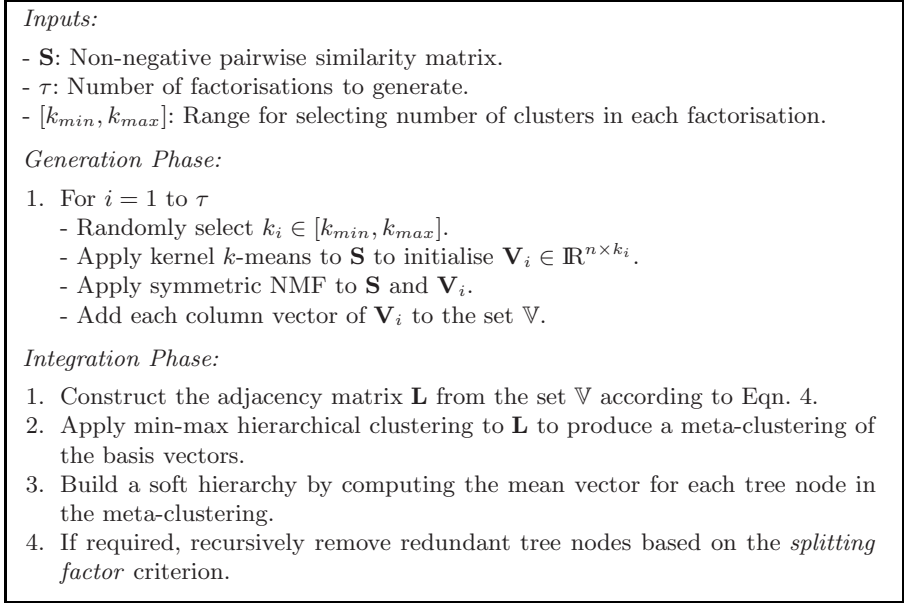 Inputs:
- S: Non-negative pairwise similarity matrix.
- τ: Number of factorisations to generate.
- [k_min, k_max]: Range for selecting number of clusters in each factorisation.
Generation Phase:
1. For i = 1 to τ
- Randomly select k_i ∈ [k_min, k_max].
- Apply kernel k-means to S to initialise V_i ∈ ℝ^{n×k_i}.
- Apply symmetric NMF to S and V_i.
- Add each column vector of V_i to the set 𝕍.
Integration Phase:
1. Construct the adjacency matrix L from the set 𝕍 according to Eqn. 4.
2. Apply min-max hierarchical clustering to L to produce a meta-clustering of
the basis vectors.
3. Build a soft hierarchy by computing the mean vector for each tree node in
the meta-clustering.
4. If required, recursively remove redundant tree nodes based on the splitting
factor criterion.